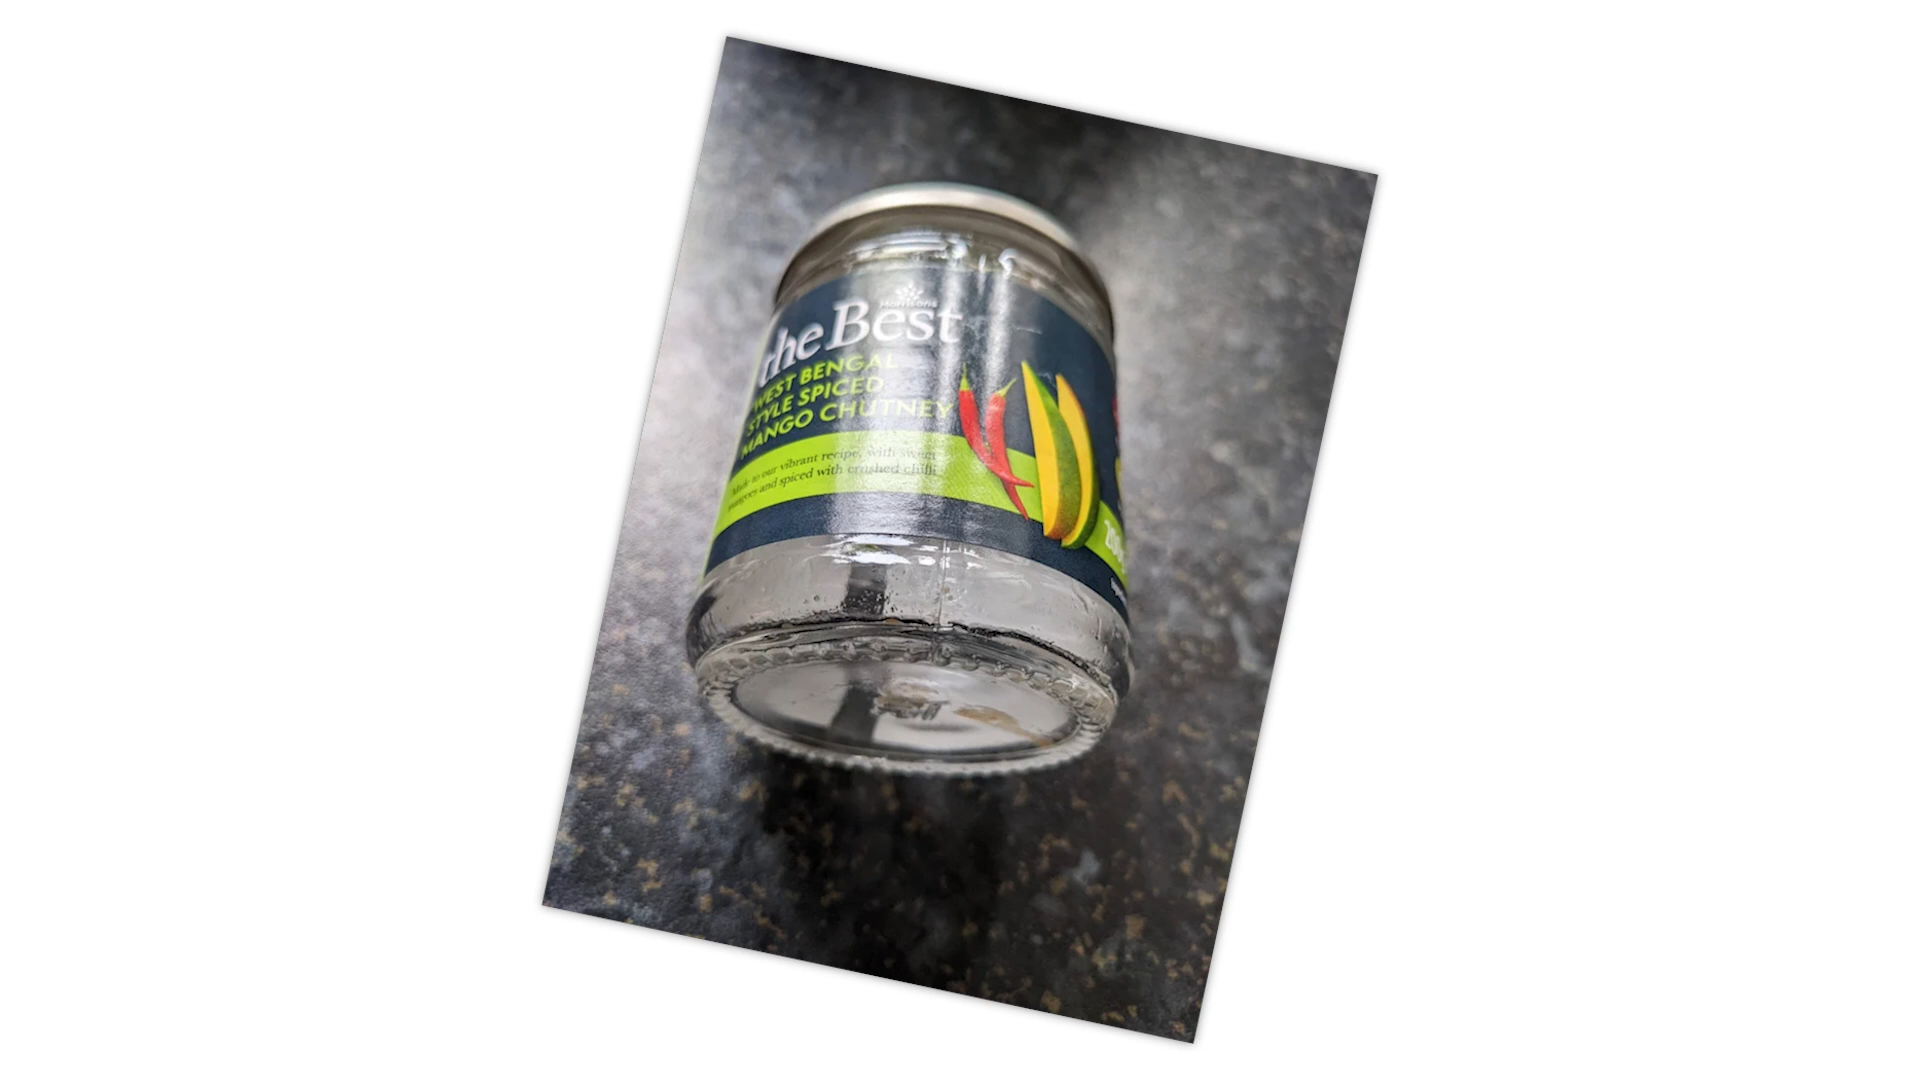 Morrisons
the Best
WEST BENGAL
STYLE SPICED
MANGO CHUTNEY
Made to our vibrant recipe, with sweet
mangoes and spiced with crushed chilli